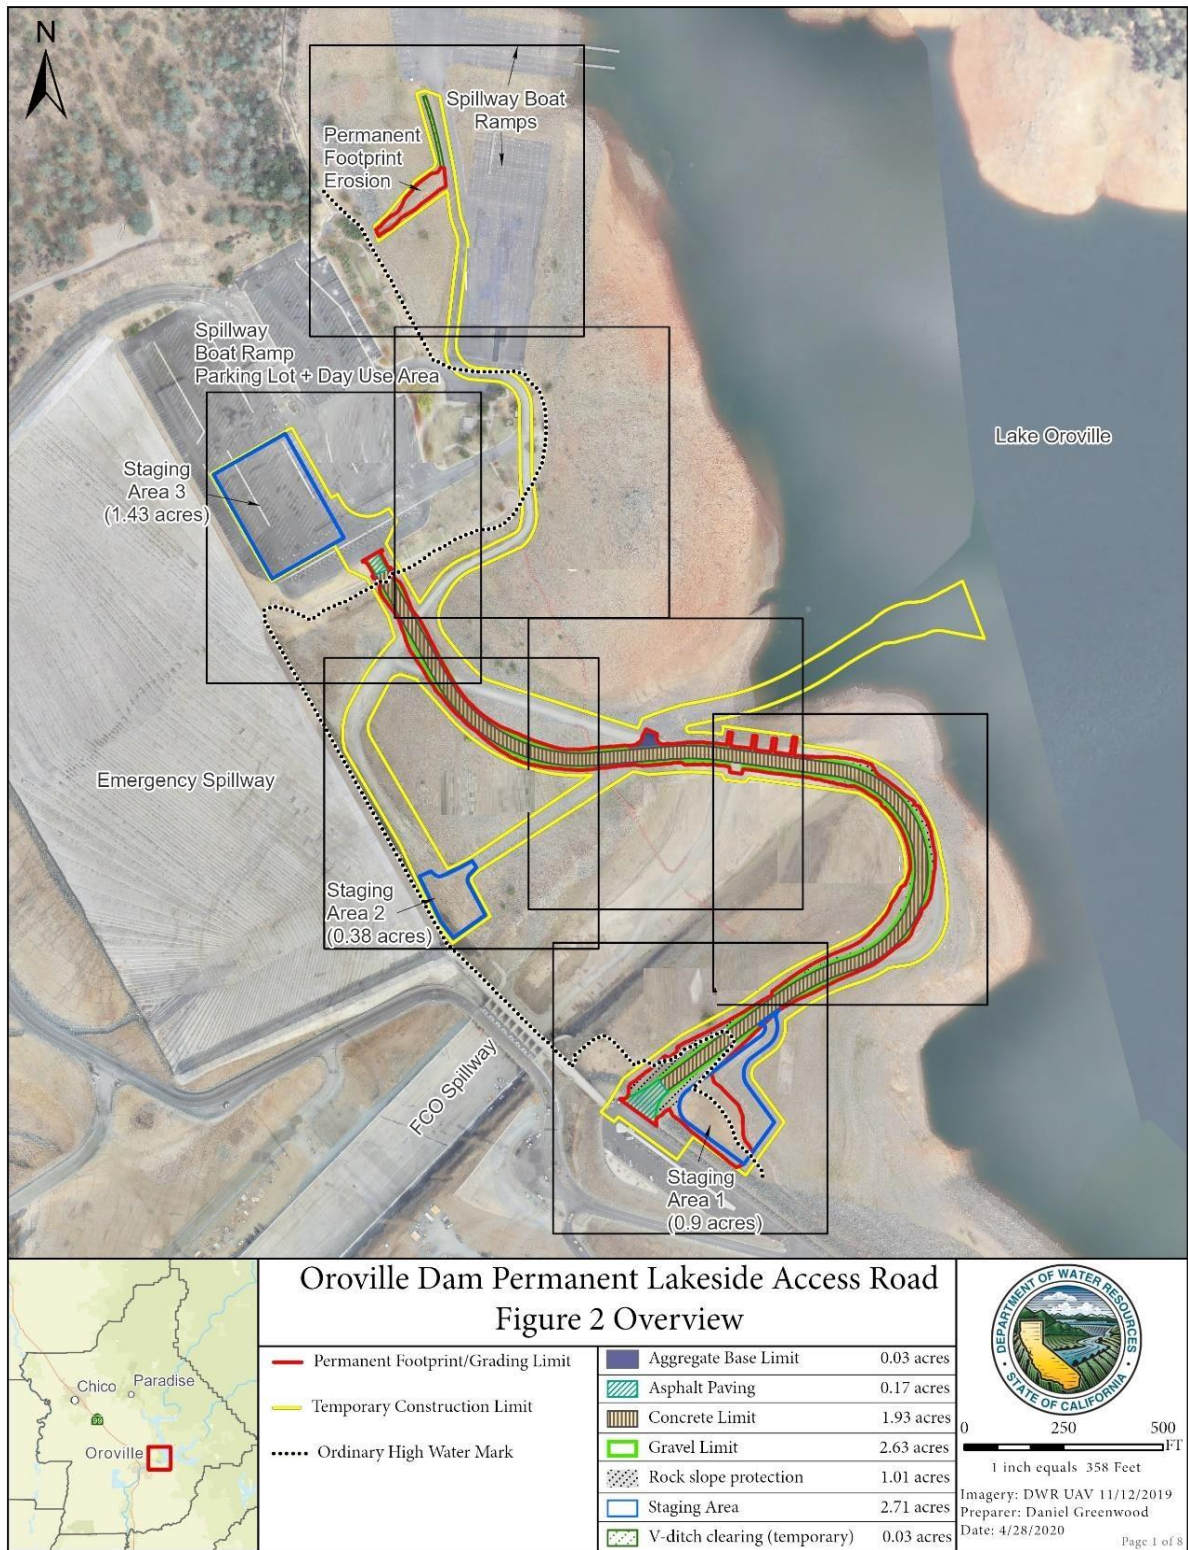 N
Spillway Boat
Ramps
Permanent
Footprint
Erosion
Spillway
Boat Ramp
Parking Lot + Day Use Area
Lake Oroville
Staging
Area 3
(1.43 acres)
Emergency Spillway
Staging
Area 2
(0.38 acres)
FCO Spillway
Staging
Area 1
(0.9 acres)
Oroville Dam Permanent Lakeside Access Road
Figure 2 Overview
Chico
Paradise
Oroville
99
Permanent Footprint/Grading Limit
Temporary Construction Limit
Ordinary High Water Mark
Aggregate Base Limit 0.03 acres
Asphalt Paving 0.17 acres
Concrete Limit 1.93 acres
Gravel Limit 2.63 acres
Rock slope protection 1.01 acres
Staging Area 2.71 acres
V-ditch clearing (temporary) 0.03 acres
DEPARTMENT OF WATER RESOURCES
STATE OF CALIFORNIA
0 250 500
FT
1 inch equals 358 Feet
Imagery: DWR UAV 11/12/2019
Preparer: Daniel Greenwood
Date: 4/28/2020
Page 1 of 8